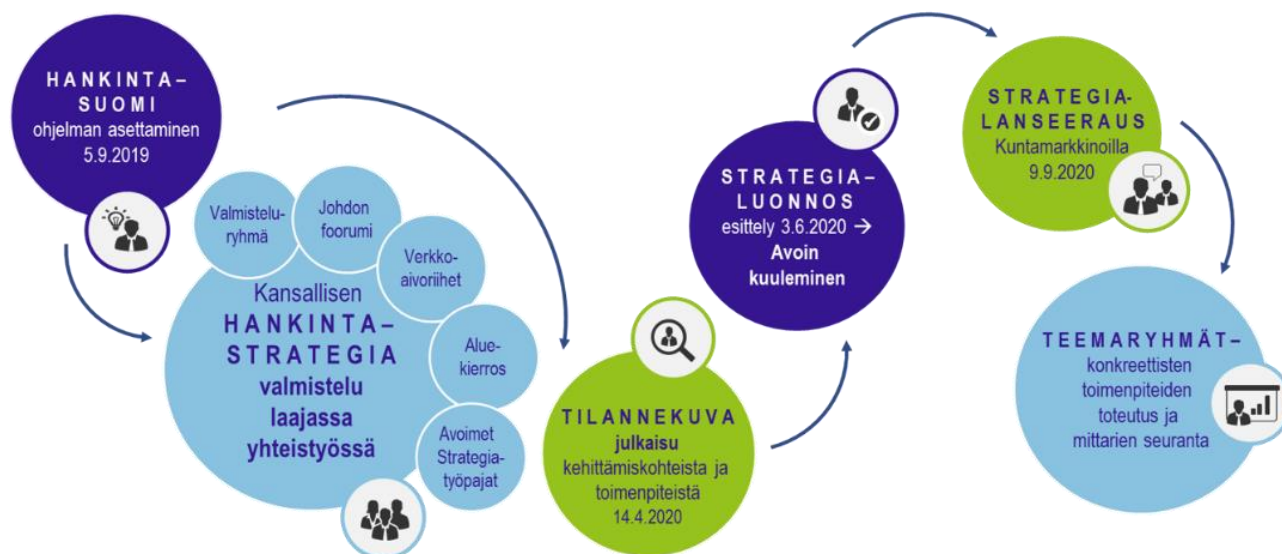 HANKINTA–
SUOMI
ohjelman asettaminen
5.9.2019
Valmistelu-
ryhmä
Johdon
foorumi
Verkko-
aivoriihet
Alue-
kierros
Avoimet
Strategia-
työpajat
Kansallisen
HANKINTA–
STRATEGIA
valmistelu
laajassa
yhteistyössä
TILANNEKUVA
julkaisu
kehittämiskohteista ja
toimenpiteistä
14.4.2020
STRATEGIA–
LUONNOS
esittely 3.6.2020 →
Avoin
kuuleminen
STRATEGIA-
LANSEERAUS
Kuntamarkkinoilla
9.9.2020
TEEMARYHMÄT–
konkreettisten
toimenpiteiden
toteutus ja
mittarien seuranta